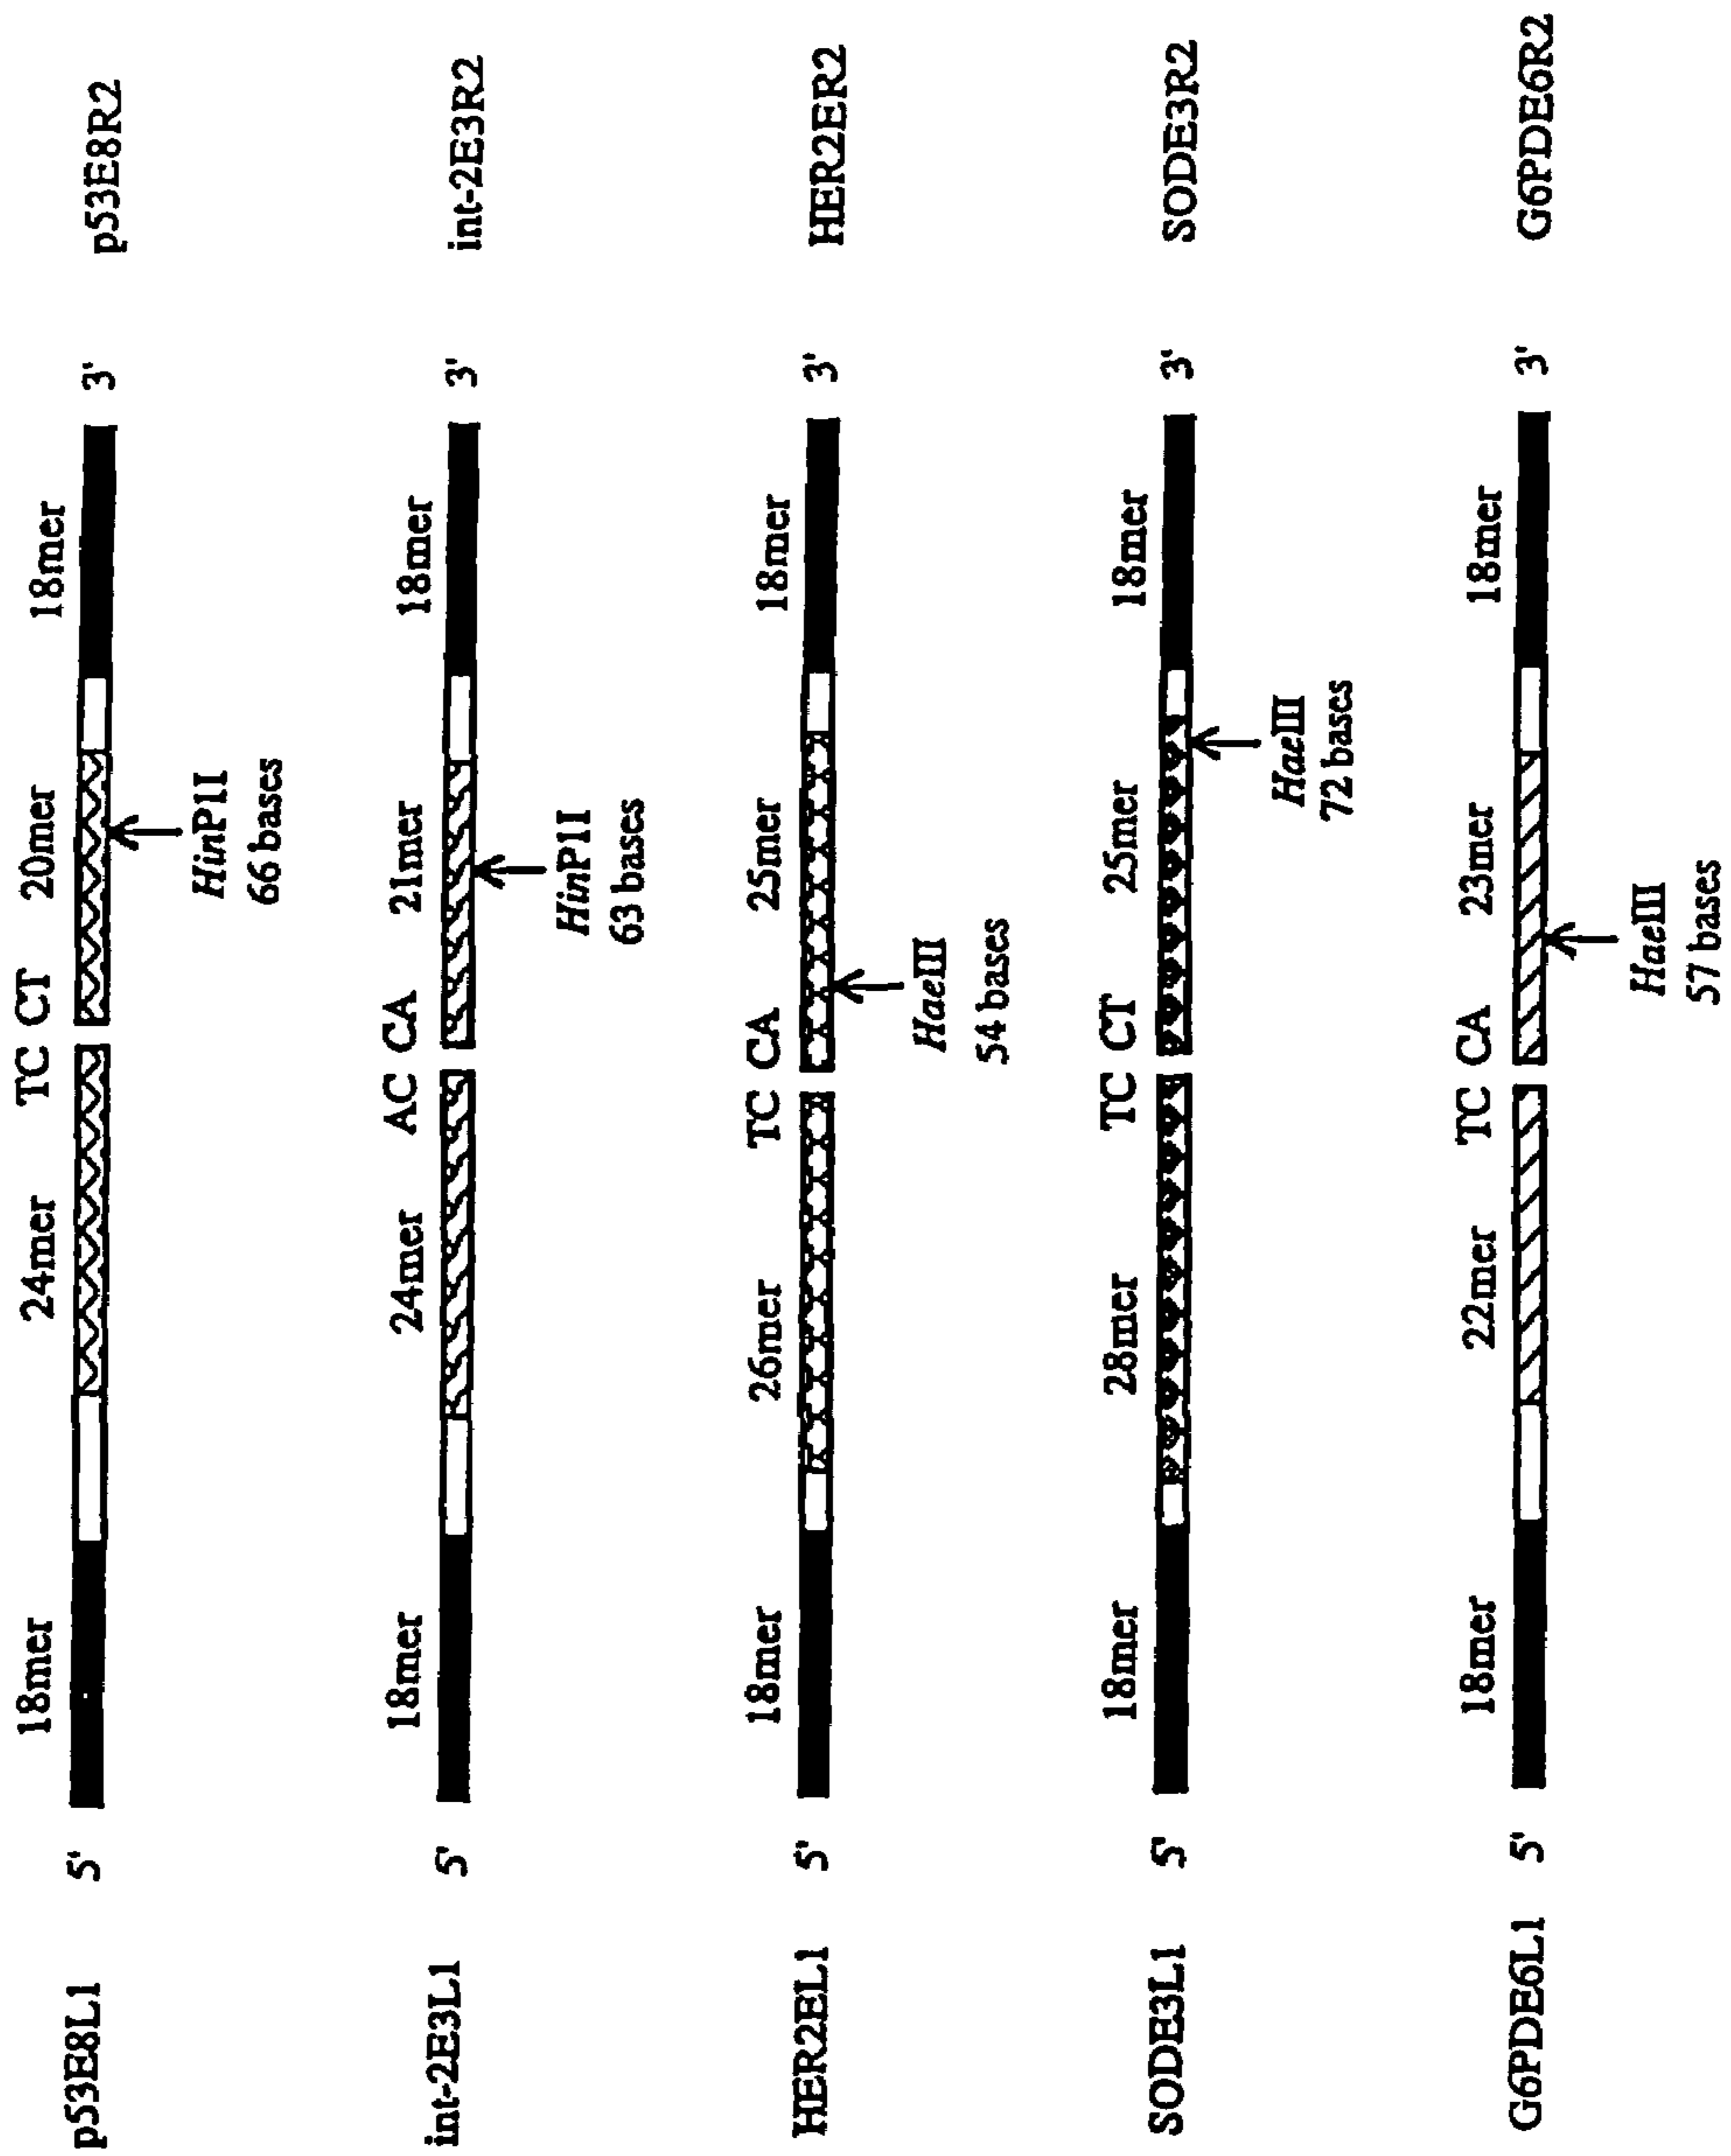 18mer 24mer TC CT 20mer 18mer
p53E8L1 5' 3' p53E8R2
HinP1I
66 bases
18mer 24mer AC CA 21mer 18mer
int-2E3L1 5' 3' int-2E3R2
HinP1I
63 bases
18mer 26mer TC CA 25mer 18mer
HER2EL1 5' 3' HER2ER2
HaeIII
54 bases
18mer 28mer TC CT 25mer 18mer
SODE3L1 5' 3' SODE3R2
HaeIII
72 bases
18mer 22mer TC CA 23mer 18mer
G6PDE6L1 5' 3' G6PDE6R2
HaeIII
57 bases